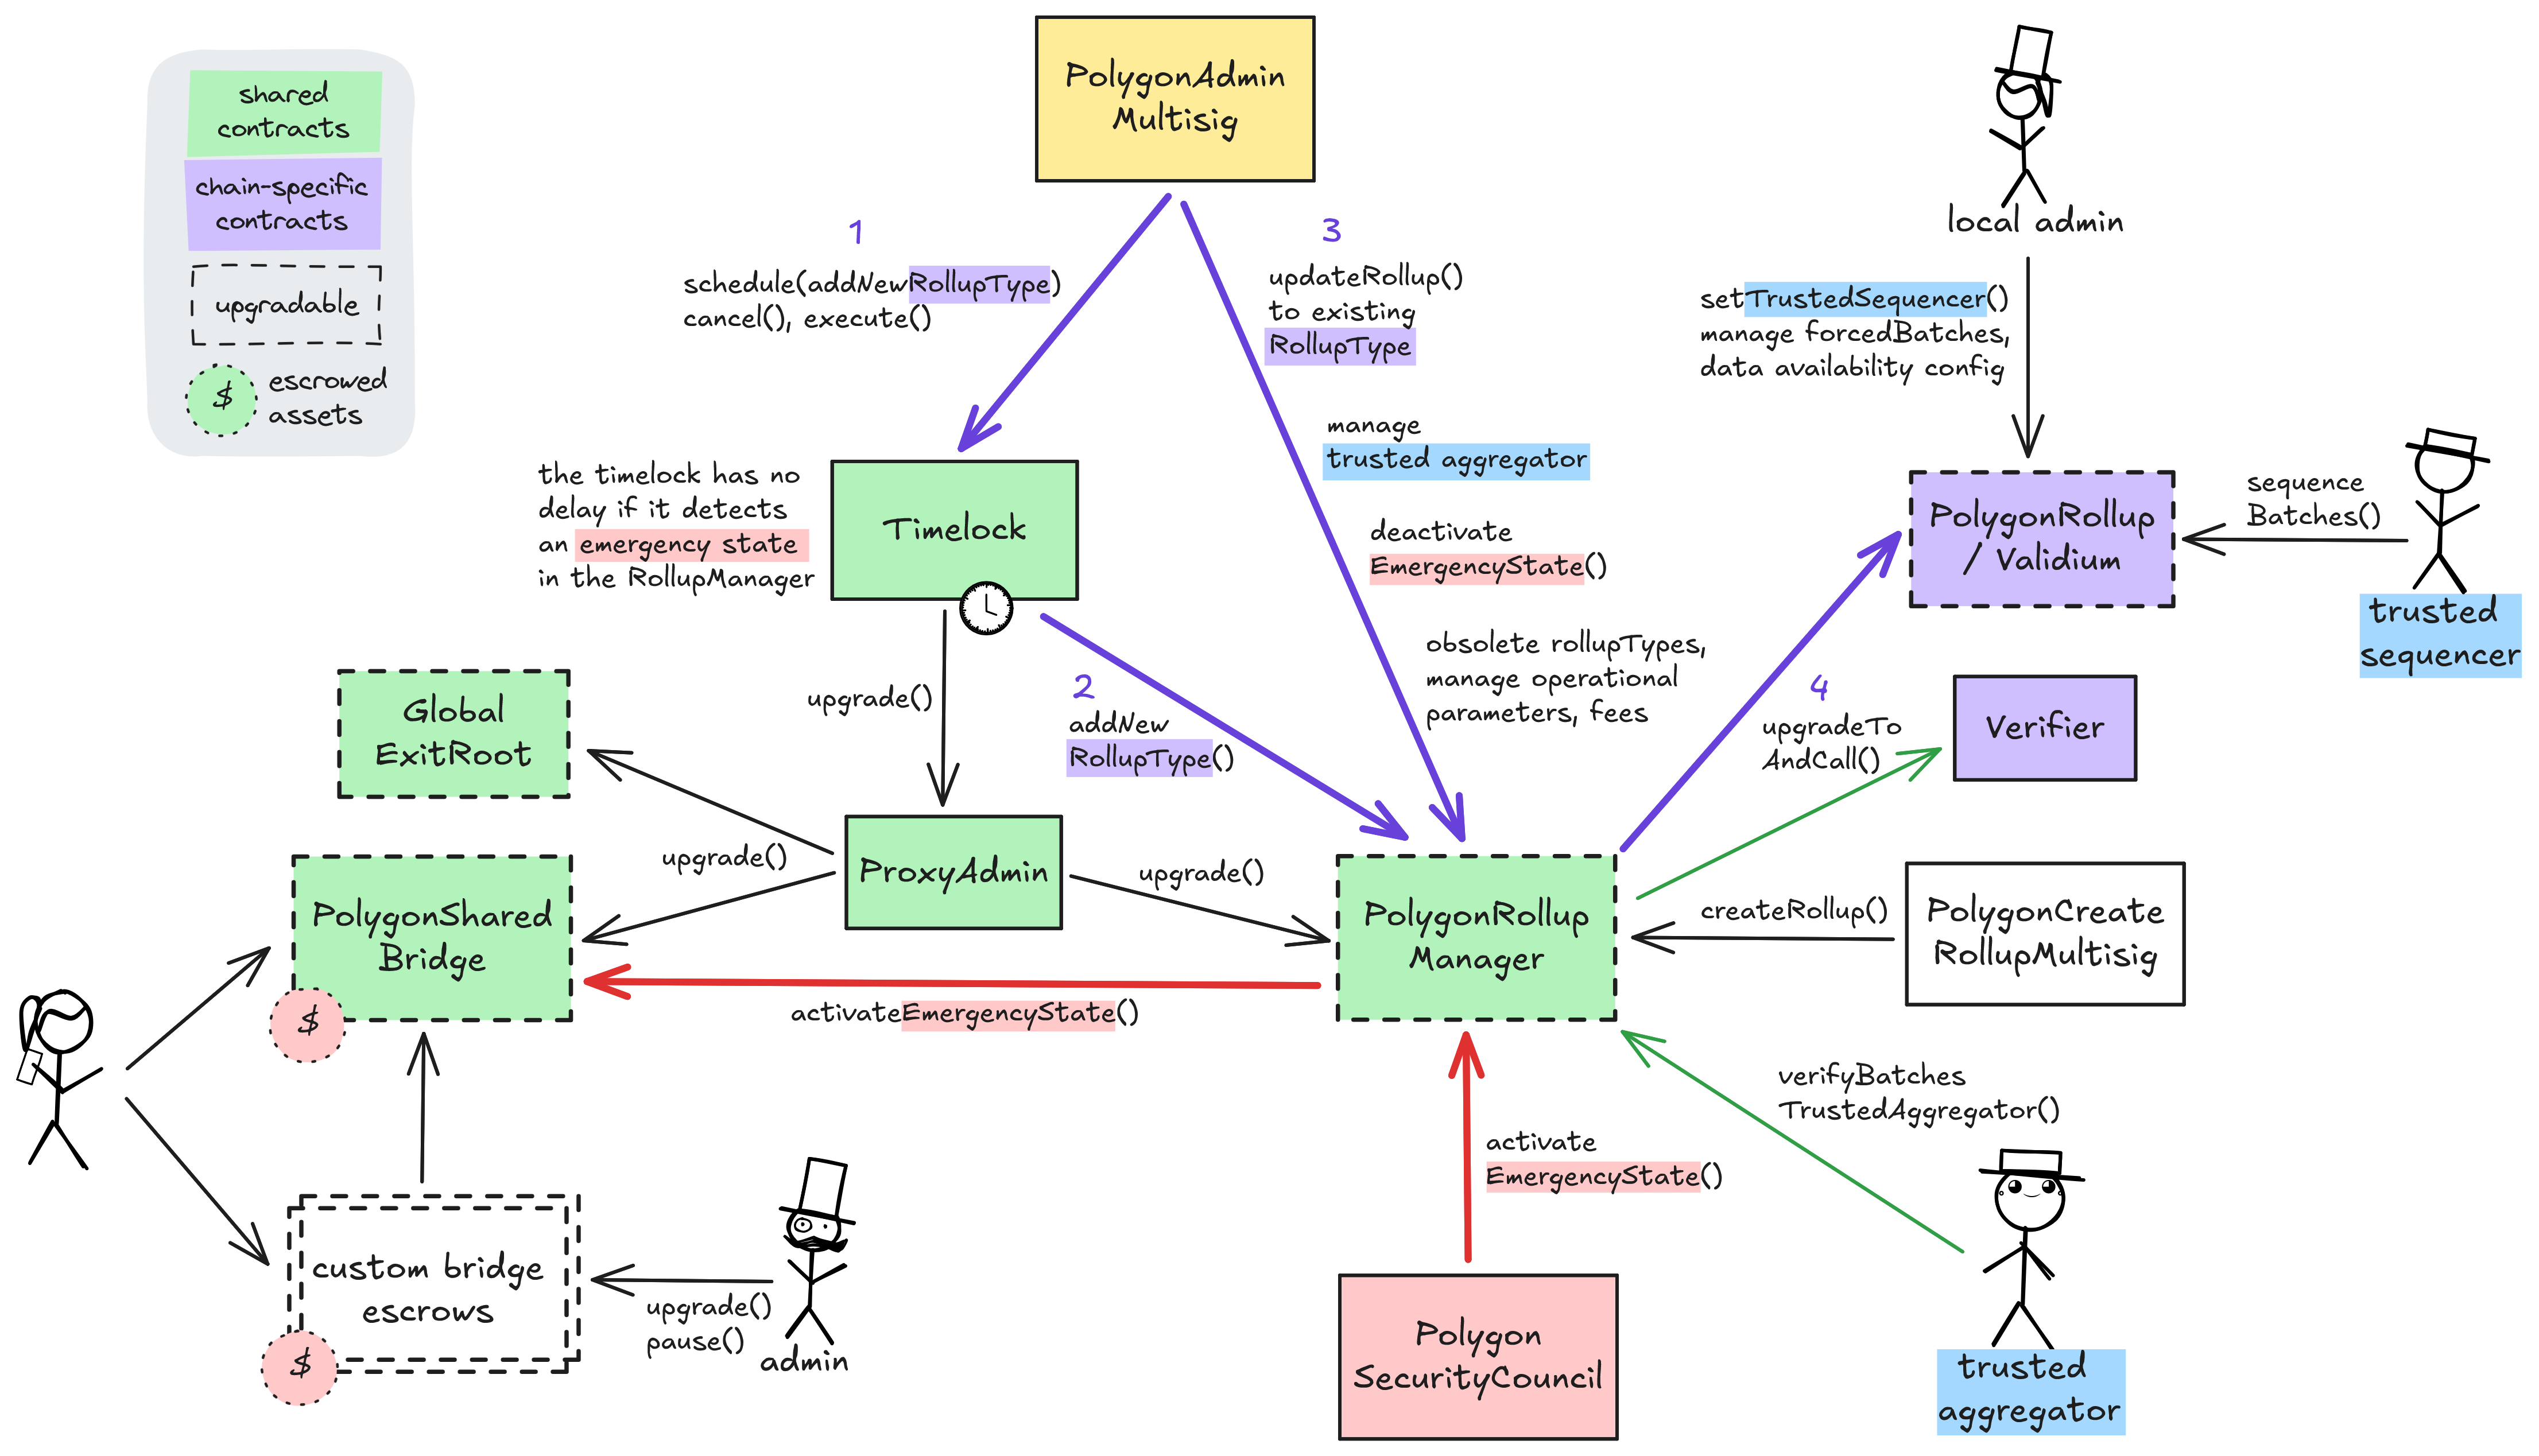 shared
contracts
chain-specific
contracts
upgradable
$
escrowed
assets
PolygonAdmin
Multisig
local admin
1
schedule(addNewRollupType)
cancel(), execute()
3
updateRollup()
to existing
RollupType
manage
trusted aggregator
deactivate
EmergencyState()
obsolete rollupTypes,
manage operational
parameters, fees
setTrustedSequencer()
manage forcedBatches,
data availability config
the timelock has no
delay if it detects
an emergency state
in the RollupManager
Timelock
PolygonRollup
/ Validium
sequence
Batches()
trusted
sequencer
upgrade()
2
addNew
RollupType()
4
upgradeTo
AndCall()
Verifier
Global
ExitRoot
upgrade()
ProxyAdmin
upgrade()
PolygonShared
Bridge
$
PolygonRollup
Manager
createRollup()
PolygonCreate
RollupMultisig
activateEmergencyState()
verifyBatches
TrustedAggregator()
activate
EmergencyState()
custom bridge
escrows
$
upgrade()
pause()
admin
Polygon
SecurityCouncil
trusted
aggregator